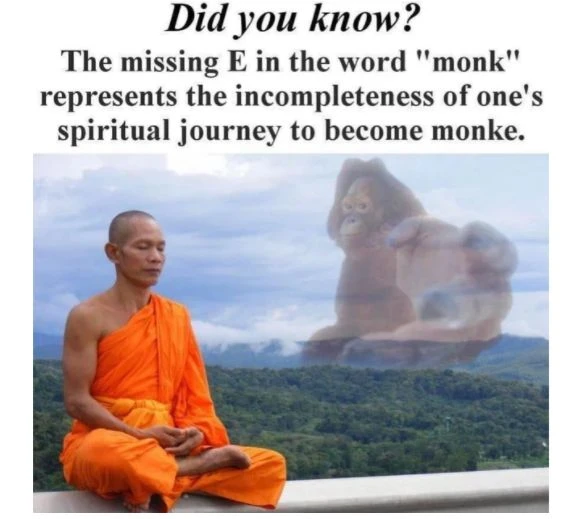 Did you know?
The missing E in the word "monk"
represents the incompleteness of one's
spiritual journey to become monke.